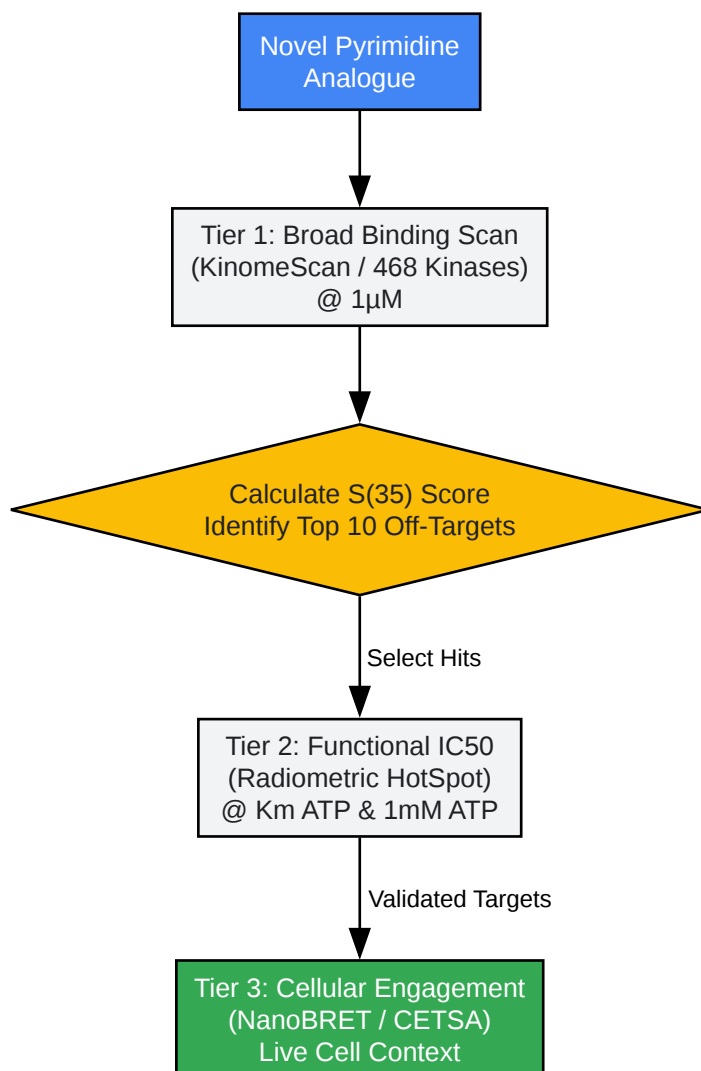 Novel Pyrimidine
Analogue
Tier 1: Broad Binding Scan
(KinomeScan / 468 Kinases)
@ 1µM
Calculate S(35) Score
Identify Top 10 Off-Targets
Select Hits
Tier 2: Functional IC50
(Radiometric HotSpot)
@ Km ATP & 1mM ATP
Validated Targets
Tier 3: Cellular Engagement
(NanoBRET / CETSA)
Live Cell Context